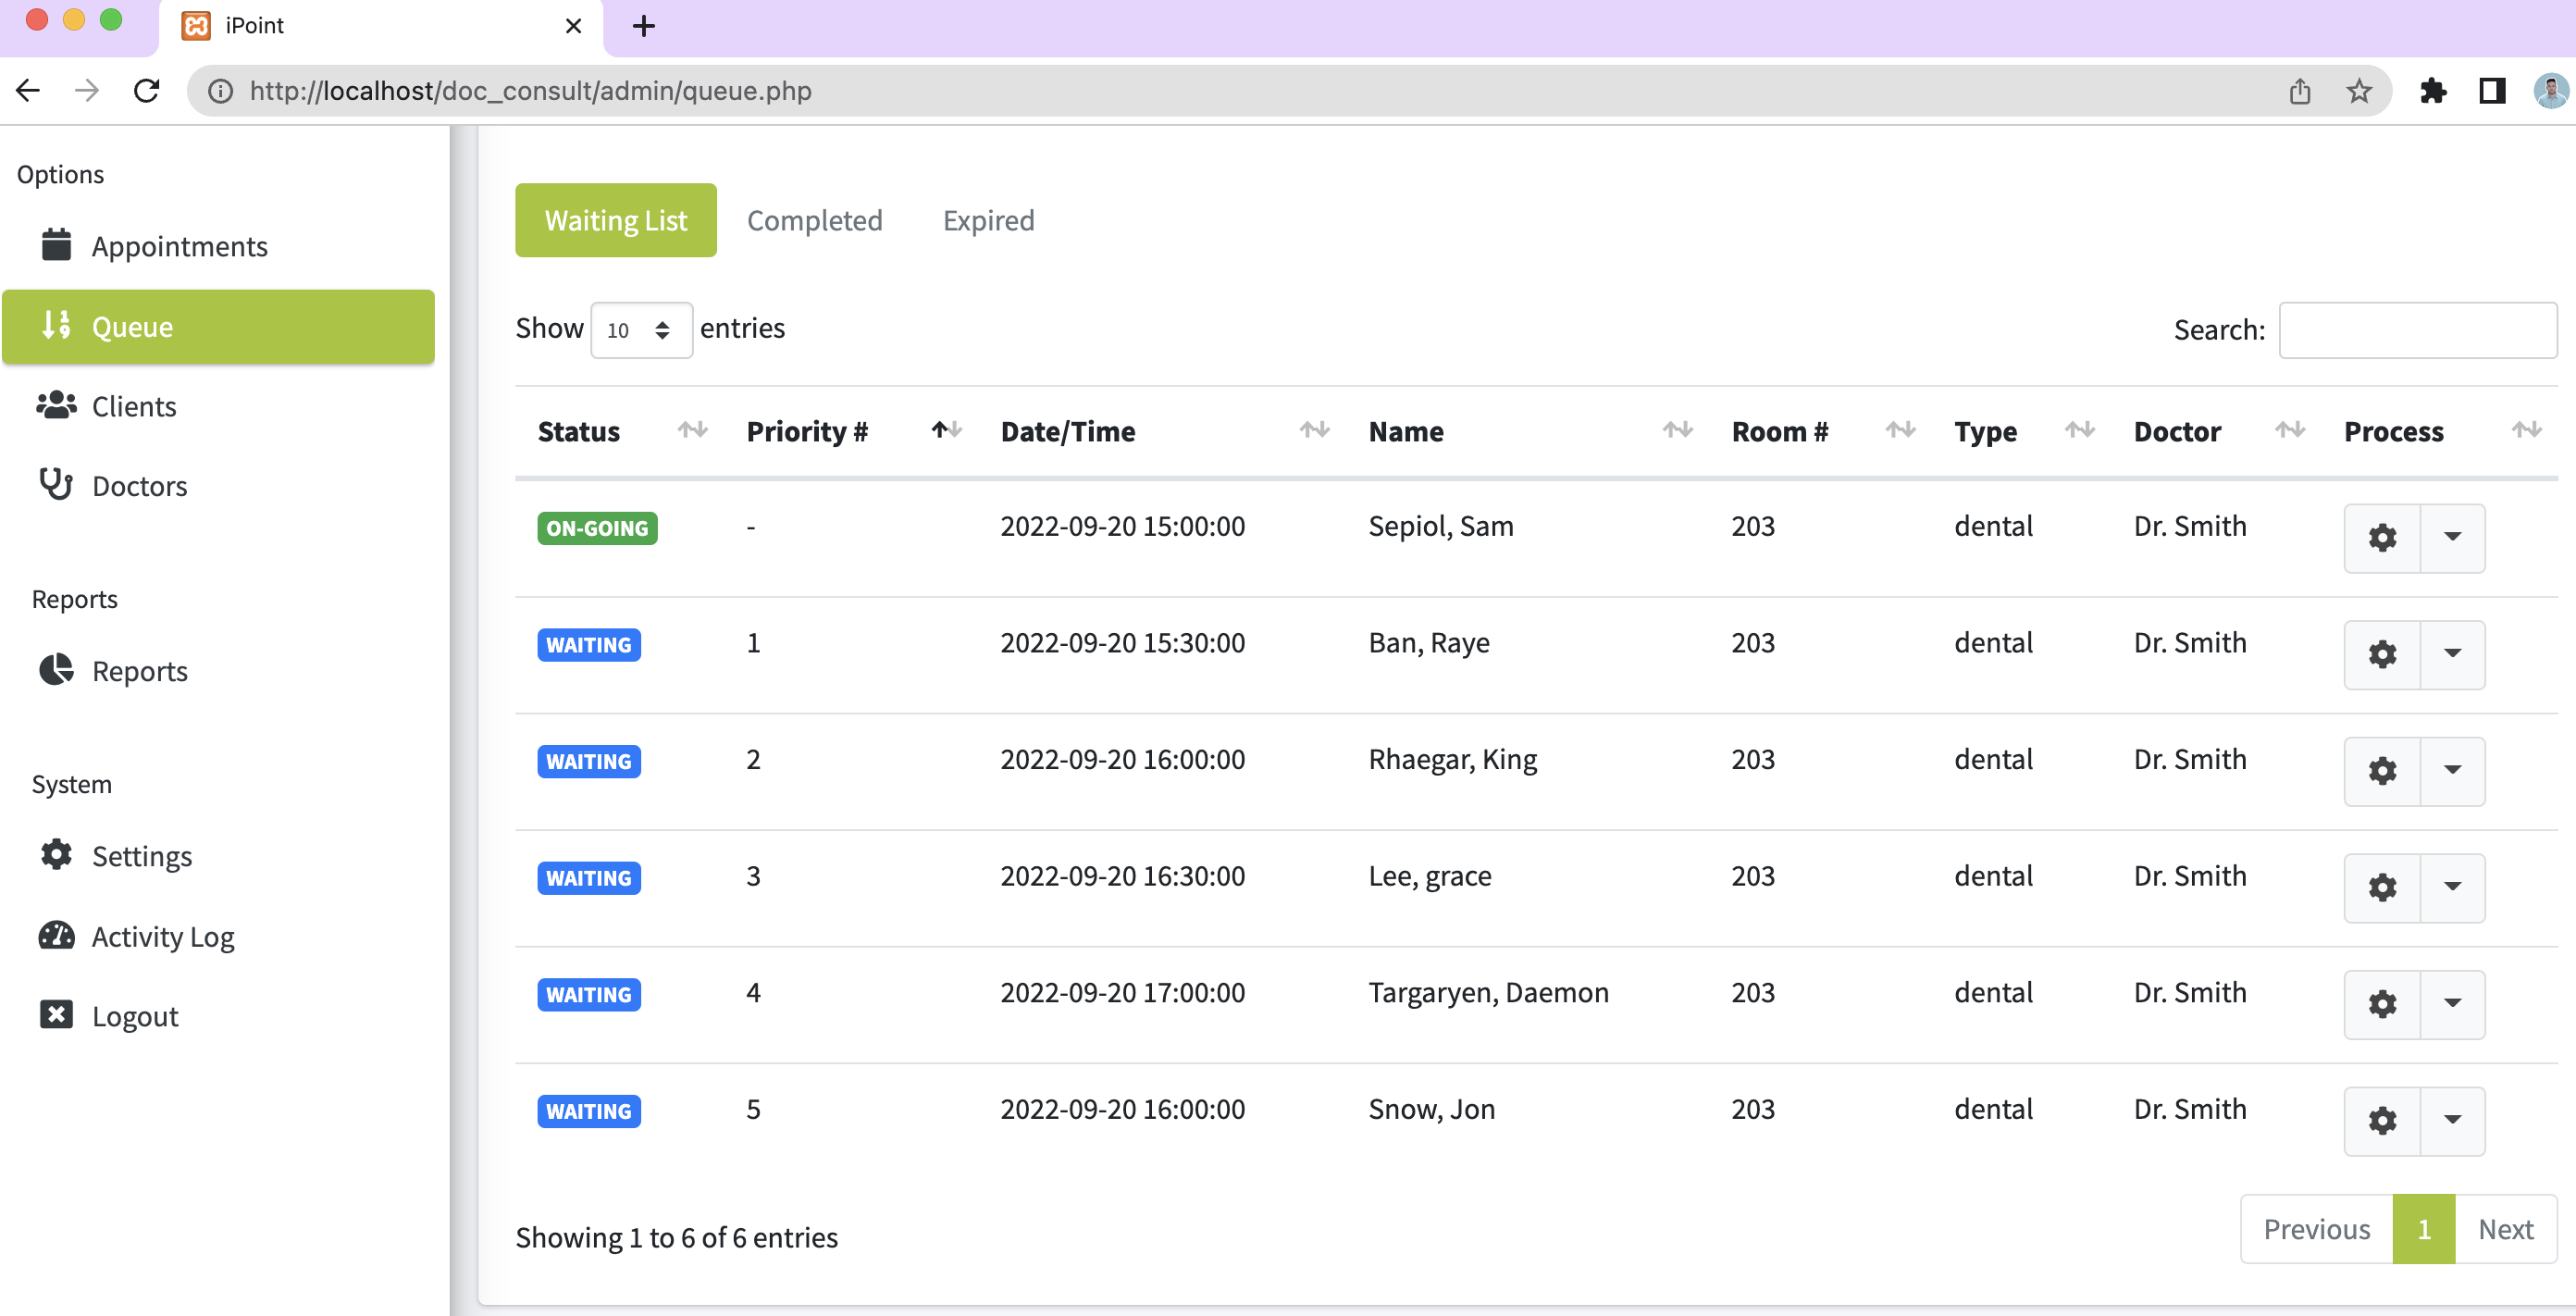 iPoint
http://localhost/doc_consult/admin/queue.php
Options
Appointments
Queue
Clients
Doctors
Reports
Reports
System
Settings
Activity Log
Logout
Waiting List Completed Expired
Show 10 entries Search:
Status Priority # Date/Time Name Room # Type Doctor Process
ON-GOING - 2022-09-20 15:00:00 Sepiol, Sam 203 dental Dr. Smith
WAITING 1 2022-09-20 15:30:00 Ban, Raye 203 dental Dr. Smith
WAITING 2 2022-09-20 16:00:00 Rhaegar, King 203 dental Dr. Smith
WAITING 3 2022-09-20 16:30:00 Lee, grace 203 dental Dr. Smith
WAITING 4 2022-09-20 17:00:00 Targaryen, Daemon 203 dental Dr. Smith
WAITING 5 2022-09-20 16:00:00 Snow, Jon 203 dental Dr. Smith
Showing 1 to 6 of 6 entries
Previous 1 Next